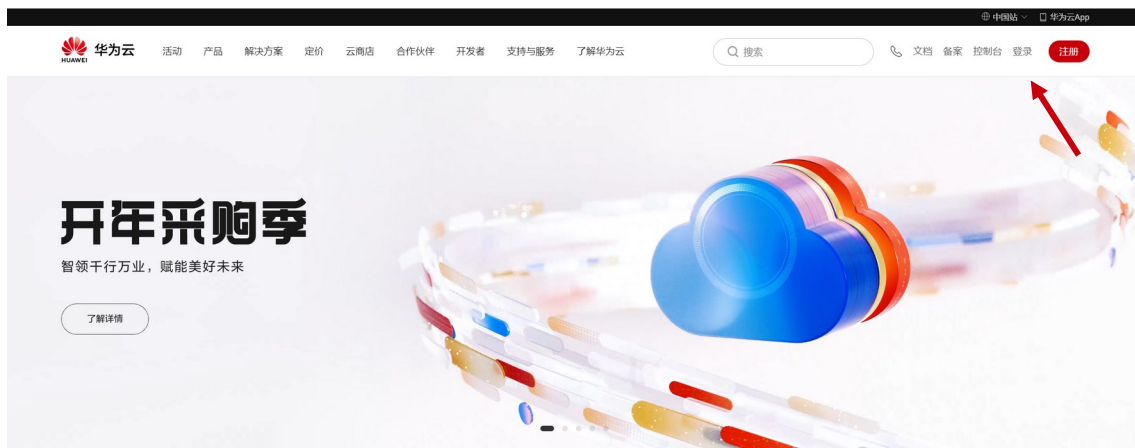 中国站 华为云App
HUAWEI 华为云 活动 产品 解决方案 定价 云商店 合作伙伴 开发者 支持与服务 了解华为云 搜索 文档 备案 控制台 登录 注册
开年采购季
智领千行万业，赋能美好未来
了解详情